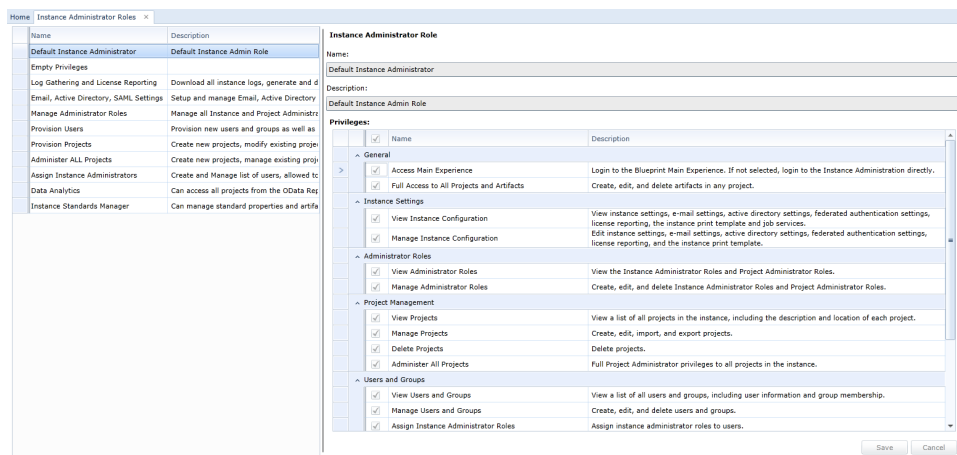 Home Instance Administrator Roles ×
Name Description
Default Instance Administrator Default Instance Admin Role
Empty Privileges
Log Gathering and License Reporting Download all instance logs, generate and d
Email, Active Directory, SAML Settings Setup and manage Email, Active Directory
Manage Administrator Roles Manage all Instance and Project Administra
Provision Users Provision new users and groups as well as
Provision Projects Create new projects, modify existing proje
Administer ALL Projects Create new projects, manage existing proje
Assign Instance Administrators Create and Manage list of users, allowed to
Data Analytics Can access all projects from the OData Rep
Instance Standards Manager Can manage standard properties and artifa
Instance Administrator Role
Name:
Default Instance Administrator
Description:
Default Instance Admin Role
Privileges:
Name Description
General
Access Main Experience Login to the Blueprint Main Experience. If not selected, login to the Instance Administration directly.
Full Access to All Projects and Artifacts Create, edit, and delete artifacts in any project.
Instance Settings
View Instance Configuration View instance settings, e-mail settings, active directory settings, federated authentication settings,
license reporting, the instance print template and job services.
Manage Instance Configuration Edit instance settings, e-mail settings, active directory settings, federated authentication settings,
license reporting, and the instance print template.
Administrator Roles
View Administrator Roles View the Instance Administrator Roles and Project Administrator Roles.
Manage Administrator Roles Create, edit, and delete Instance Administrator Roles and Project Administrator Roles.
Project Management
View Projects View a list of all projects in the instance, including the description and location of each project.
Manage Projects Create, edit, import, and export projects.
Delete Projects Delete projects.
Administer All Projects Full Project Administrator privileges to all projects in the instance.
Users and Groups
View Users and Groups View a list of all users and groups, including user information and group membership.
Manage Users and Groups Create, edit, and delete users and groups.
Assign Instance Administrator Roles Assign instance administrator roles to users.
Save Cancel